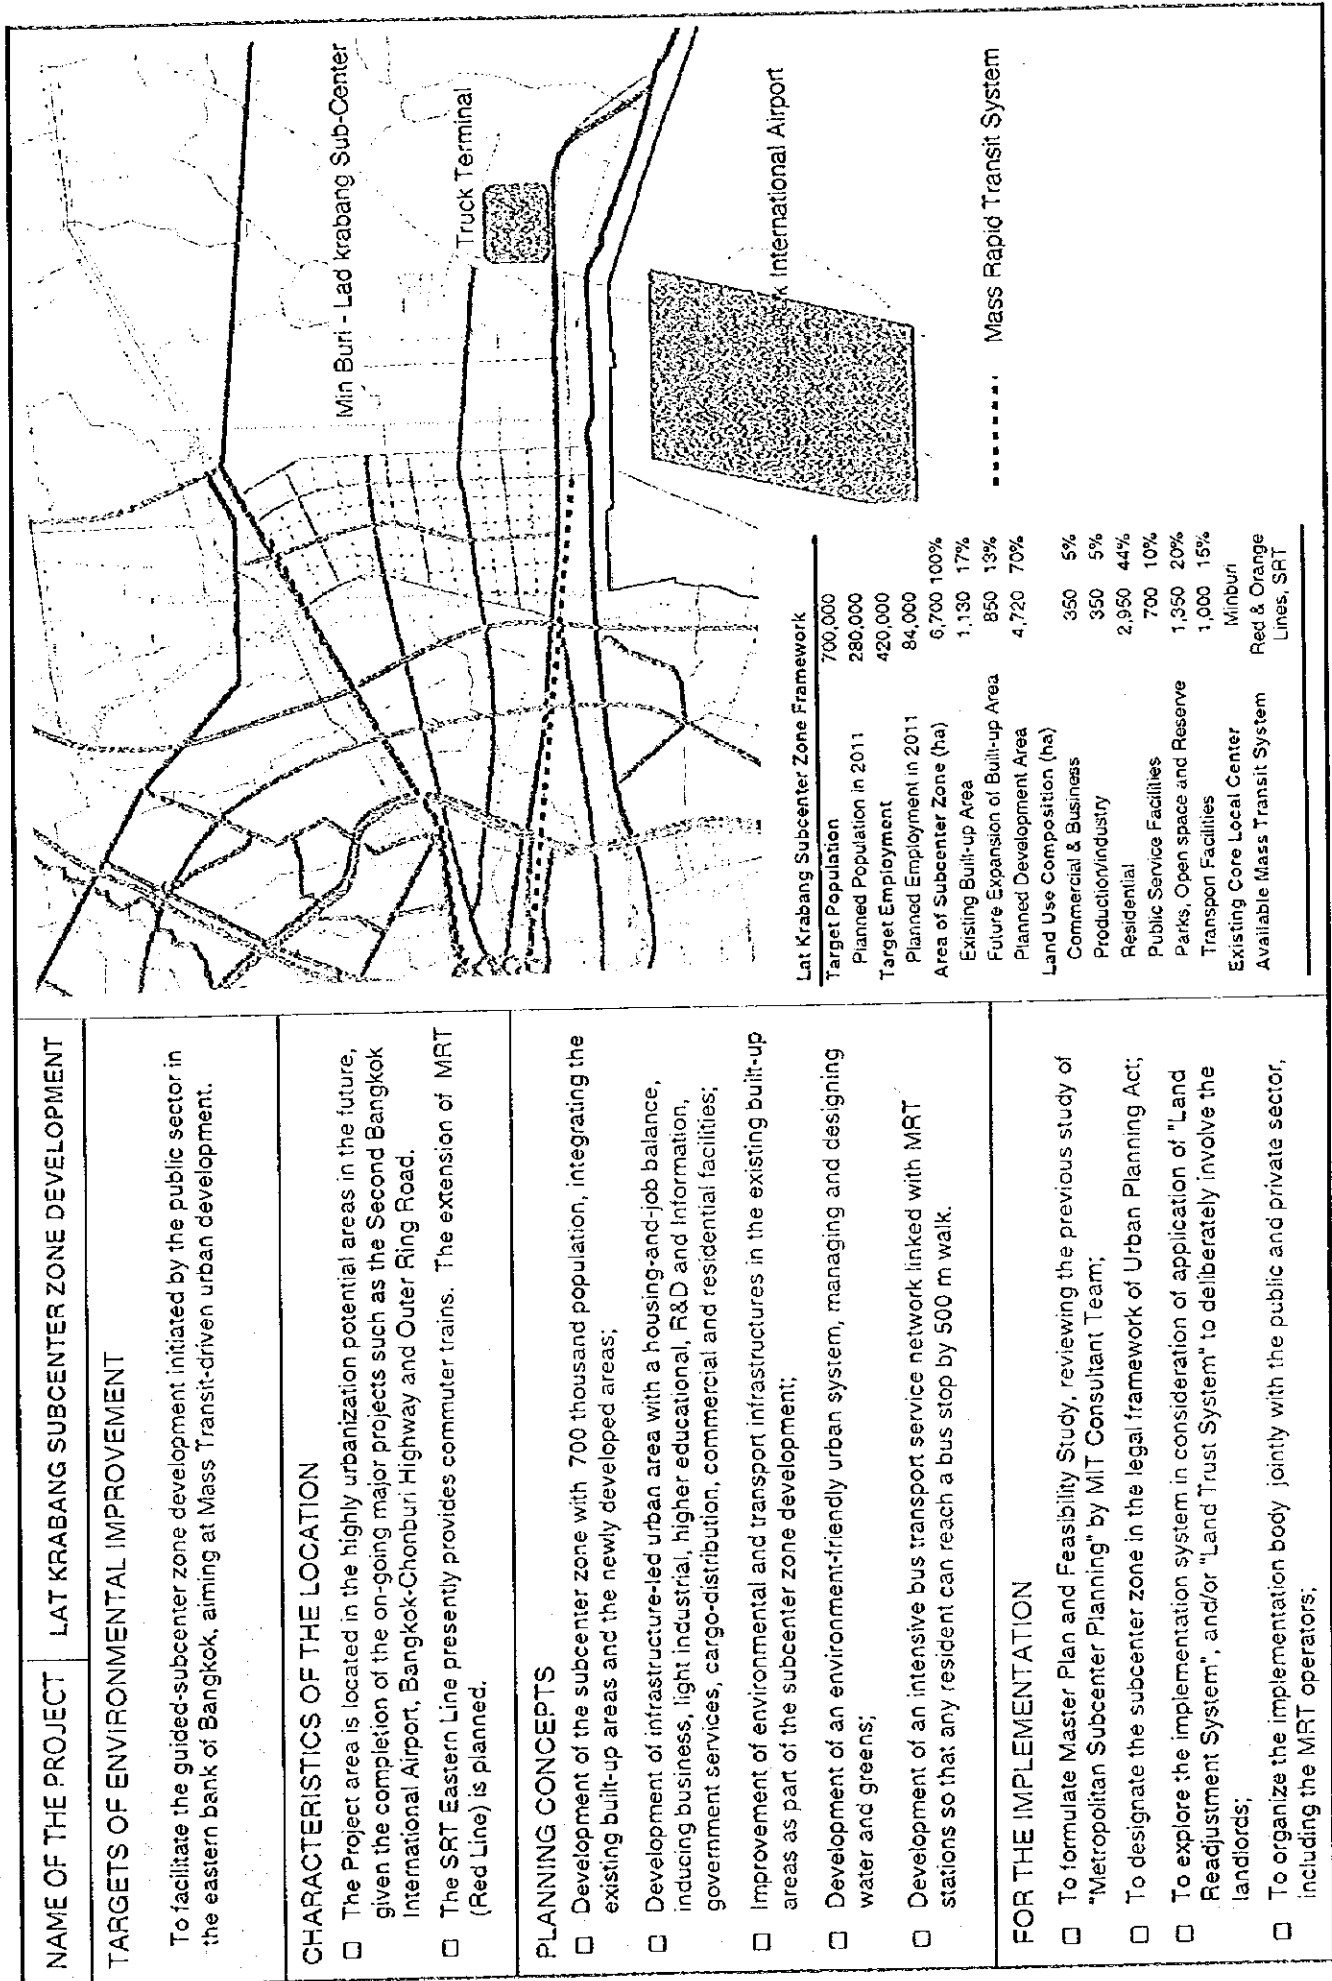 NAME OF THE PROJECT
LAT KRABANG SUBCENTER ZONE DEVELOPMENT
TARGETS OF ENVIRONMENTAL IMPROVEMENT
To facilitate the guided-subcenter zone development initiated by the public sector in
the eastern bank of Bangkok, aiming at Mass Transit-driven urban development.
CHARACTERISTICS OF THE LOCATION
The Project area is located in the highly urbanization potential areas in the future,
given the completion of the on-going major projects such as the Second Bangkok
International Airport, Bangkok-Chonburi Highway and Outer Ring Road.
The SRT Eastern Line presently provides commuter trains. The extension of MRT
(Red Line) is planned.
PLANNING CONCEPTS
Development of the subcenter zone with 700 thousand population, integrating the
existing built-up areas and the newly developed areas;
Development of infrastructure-led urban area with a housing-and-job balance,
inducing business, light industrial, higher educational, R&D and Information,
government services, cargo-distribution, commercial and residential facilities;
Improvement of environmental and transport infrastructures in the existing built-up
areas as part of the subcenter zone development;
Development of an environment-friendly urban system, managing and designing
water and greens;
Development of an intensive bus transport service network linked with MRT
stations so that any resident can reach a bus stop by 500 m walk.
FOR THE IMPLEMENTATION
To formulate Master Plan and Feasibility Study, reviewing the previous study of
"Metropolitan Subcenter Planning" by MIT Consultant Team;
To designate the subcenter zone in the legal framework of Urban Planning Act;
To explore the implementation system in consideration of application of "Land
Readjustment System", and/or "Land Trust System" to deliberately involve the
landlords;
To organize the implementation body jointly with the public and private sector,
including the MRT operators;
Min Buri - Lad krabang Sub-Center
Truck Terminal
k International Airport
Mass Rapid Transit System
Lat Krabang Subcenter Zone Framework
Target Population 700,000
Planned Population in 2011 280,000
Target Employment 420,000
Planned Employment in 2011 84,000
Area of Subcenter Zone (ha) 6,700 100%
Existing Built-up Area 1,130 17%
Future Expansion of Built-up Area 850 13%
Planned Development Area 4,720 70%
Land Use Composition (ha)
Commercial & Business 350 5%
Production/industry 350 5%
Residential 2,950 44%
Public Service Facilities 700 10%
Parks, Open space and Reserve 1,350 20%
Transport Facilities 1,000 15%
Existing Core Local Center Minburi
Available Mass Transit System Red & Orange
Lines, SRT